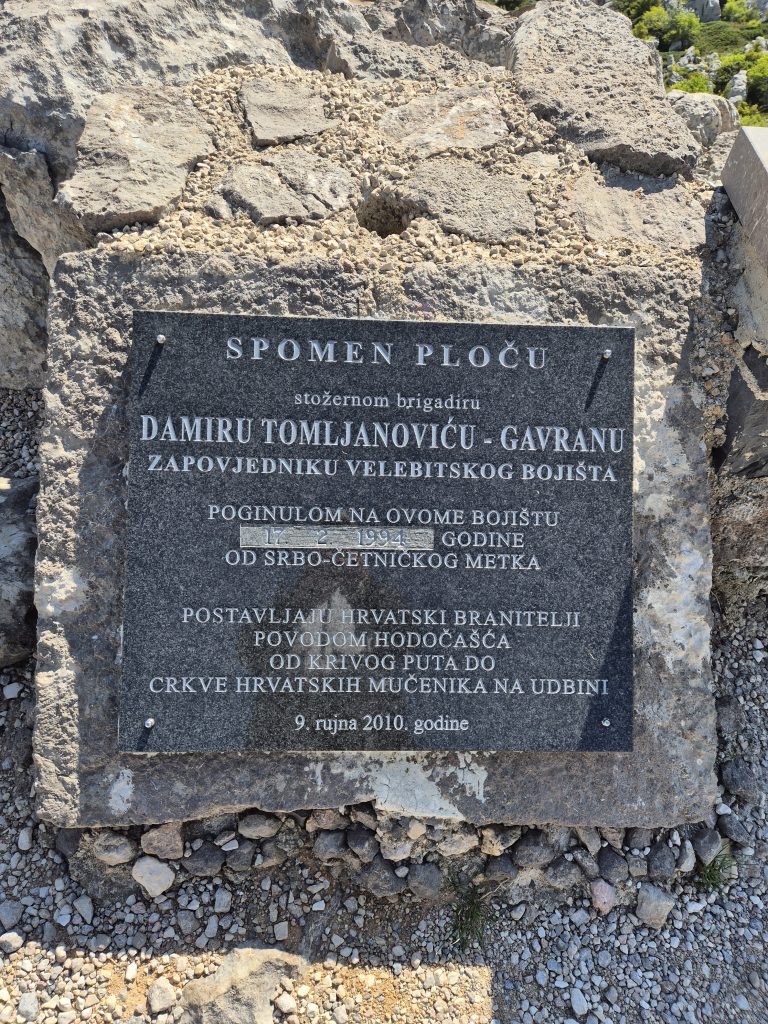 SPOMEN PLOČU
stožernom brigadiru
DAMIRU TOMLJANOVIĆU - GAVRANU
ZAPOVJEDNIKU VELEBITSKOG BOJIŠTA
POGINULOM NA OVOME BOJIŠTU
17 2 1994 GODINE
OD SRBO-ČETNIČKOG METKA
POSTAVLJAJU HRVATSKI BRANITELJI
POVODOM HODOČAŠĆA
OD KRIVOG PUTA DO
CRKVE HRVATSKIH MUČENIKA NA UDBINI
9. rujna 2010. godine